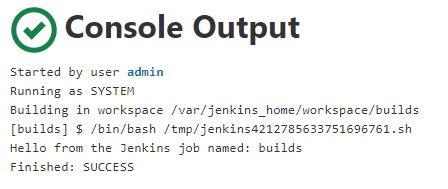 Console Output
Started by user admin
Running as SYSTEM
Building in workspace /var/jenkins_home/workspace/builds
[builds] $ /bin/bash /tmp/jenkins4212785633751696761.sh
Hello from the Jenkins job named: builds
Finished: SUCCESS